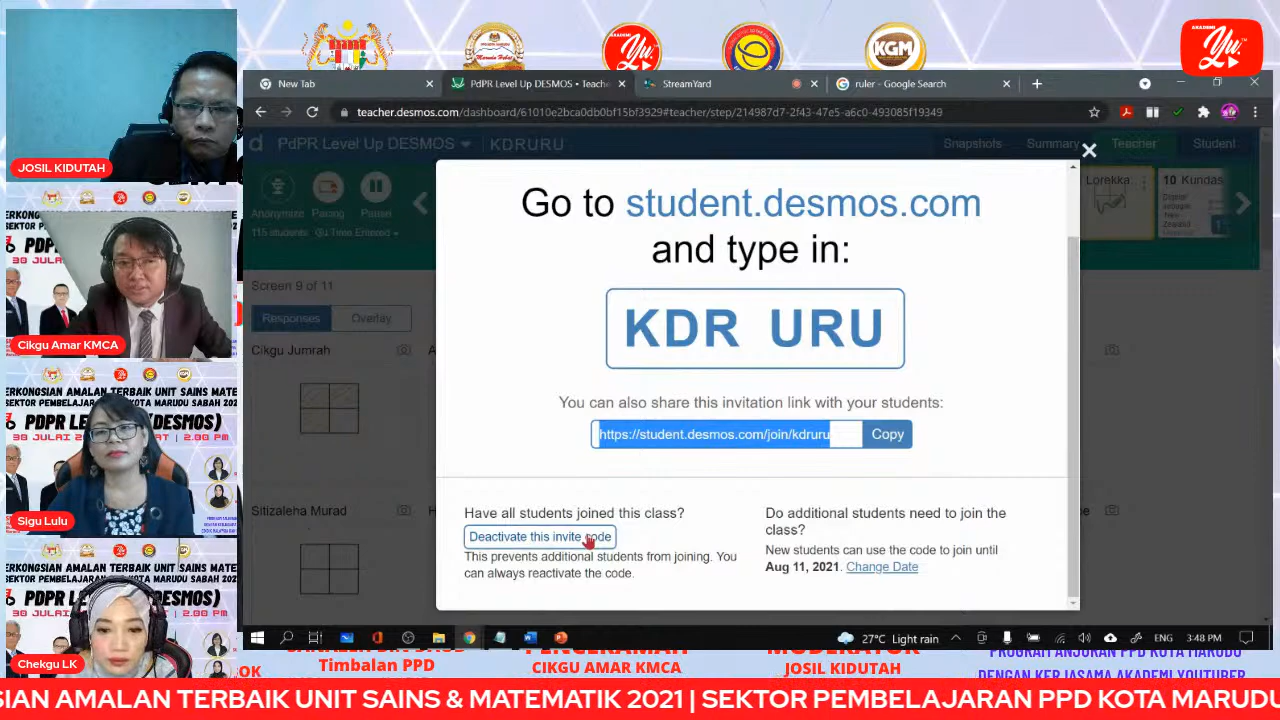 JOSIL KIDUTAH
Cikgu Amar KMCA
Sigu Lulu
Chekgu LK
New Tab
PdPR Level Up DESMOS • Teache
StreamYard
ruler - Google Search
teacher.desmos.com/dashboard/61010e2bca0db0bf15bf3929#teacher/step/214987d7-2f43-47e5-a6c0-493085f19349
PdPR Level Up DESMOS
KDRURU
Snapshots
Summary
Teacher
Student
Anonymize
Pacing
Pause
115 students
Time Entered
Lorekka
10 Kundas
Screen 9 of 11
Responses
Overlay
Cikgu Jumrah
Sitizaleha Murad
Go to student.desmos.com
and type in:
KDR URU
You can also share this invitation link with your students:
https://student.desmos.com/join/kdruru
Copy
Have all students joined this class?
Deactivate this invite code
This prevents additional students from joining. You
can always reactivate the code.
Do additional students need to join the
class?
New students can use the code to join until
Aug 11, 2021. Change Date
27°C Light rain
ENG
3:48 PM
Timbalan PPD
CIKGU AMAR KMCA
JOSIL KIDUTAH
PROGRAM ANJURAN PPD KOTA MARUDU
SIAN AMALAN TERBAIK UNIT SAINS & MATEMATIK 2021 | SEKTOR PEMBELAJARAN PPD KOTA MARUDU